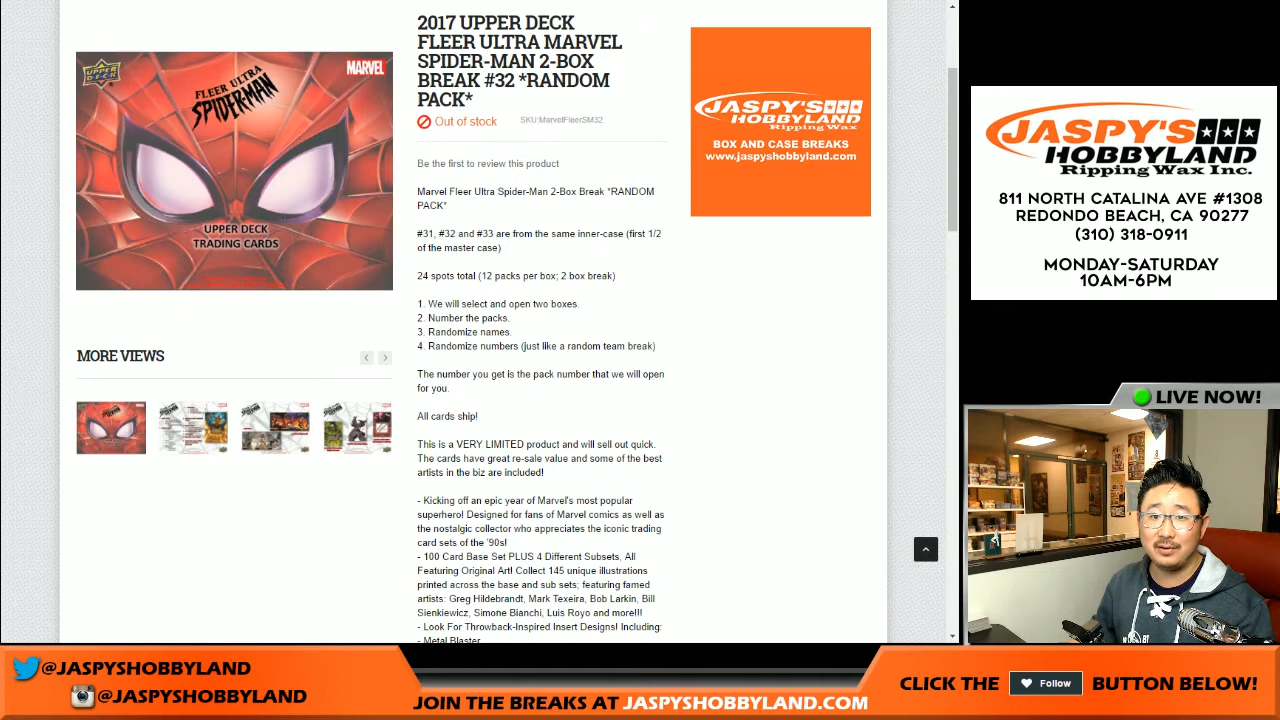 2017 UPPER DECK
FLEER ULTRA MARVEL
SPIDER-MAN 2-BOX
BREAK #32 *RANDOM
PACK*
Out of stock
SKU:MarvelFleerSM32
Be the first to review this product
Marvel Fleer Ultra Spider-Man 2-Box Break *RANDOM
PACK*
#31, #32 and #33 are from the same inner-case (first 1/2
of the master case)
24 spots total (12 packs per box; 2 box break)
1. We will select and open two boxes.
2. Number the packs.
3. Randomize names.
4. Randomize numbers (just like a random team break)
The number you get is the pack number that we will open
for you.
All cards ship!
This is a VERY LIMITED product and will sell out quick.
The cards have great re-sale value and some of the best
artists in the biz are included!
- Kicking off an epic year of Marvel's most popular
superhero! Designed for fans of Marvel comics as well as
the nostalgic collector who appreciates the iconic trading
card sets of the '90s!
- 100 Card Base Set PLUS 4 Different Subsets, All
Featuring Original Art! Collect 145 unique illustrations
printed across the base and sub sets; featuring famed
artists: Greg Hildebrandt, Mark Texeira, Bob Larkin, Bill
Sienkiewicz, Simone Bianchi, Luis Royo and more!!!
- Look For Throwback-Inspired Insert Designs! Including:
- Metal Blaster
UPPER DECK
MARVEL
FLEER ULTRA
SPIDER-MAN
UPPER DECK
TRADING CARDS
MORE VIEWS
JASPY'S
HOBBYLAND
Ripping Wax
BOX AND CASE BREAKS
www.jaspyshobbyland.com
JASPY'S
HOBBYLAND
Ripping Wax Inc.
811 NORTH CATALINA AVE #1308
REDONDO BEACH, CA 90277
(310) 318-0911
MONDAY-SATURDAY
10AM-6PM
LIVE NOW!
@JASPYSHOBBYLAND
@JASPYSHOBBYLAND
JOIN THE BREAKS AT JASPYSHOBBYLAND.COM
CLICK THE Follow BUTTON BELOW!